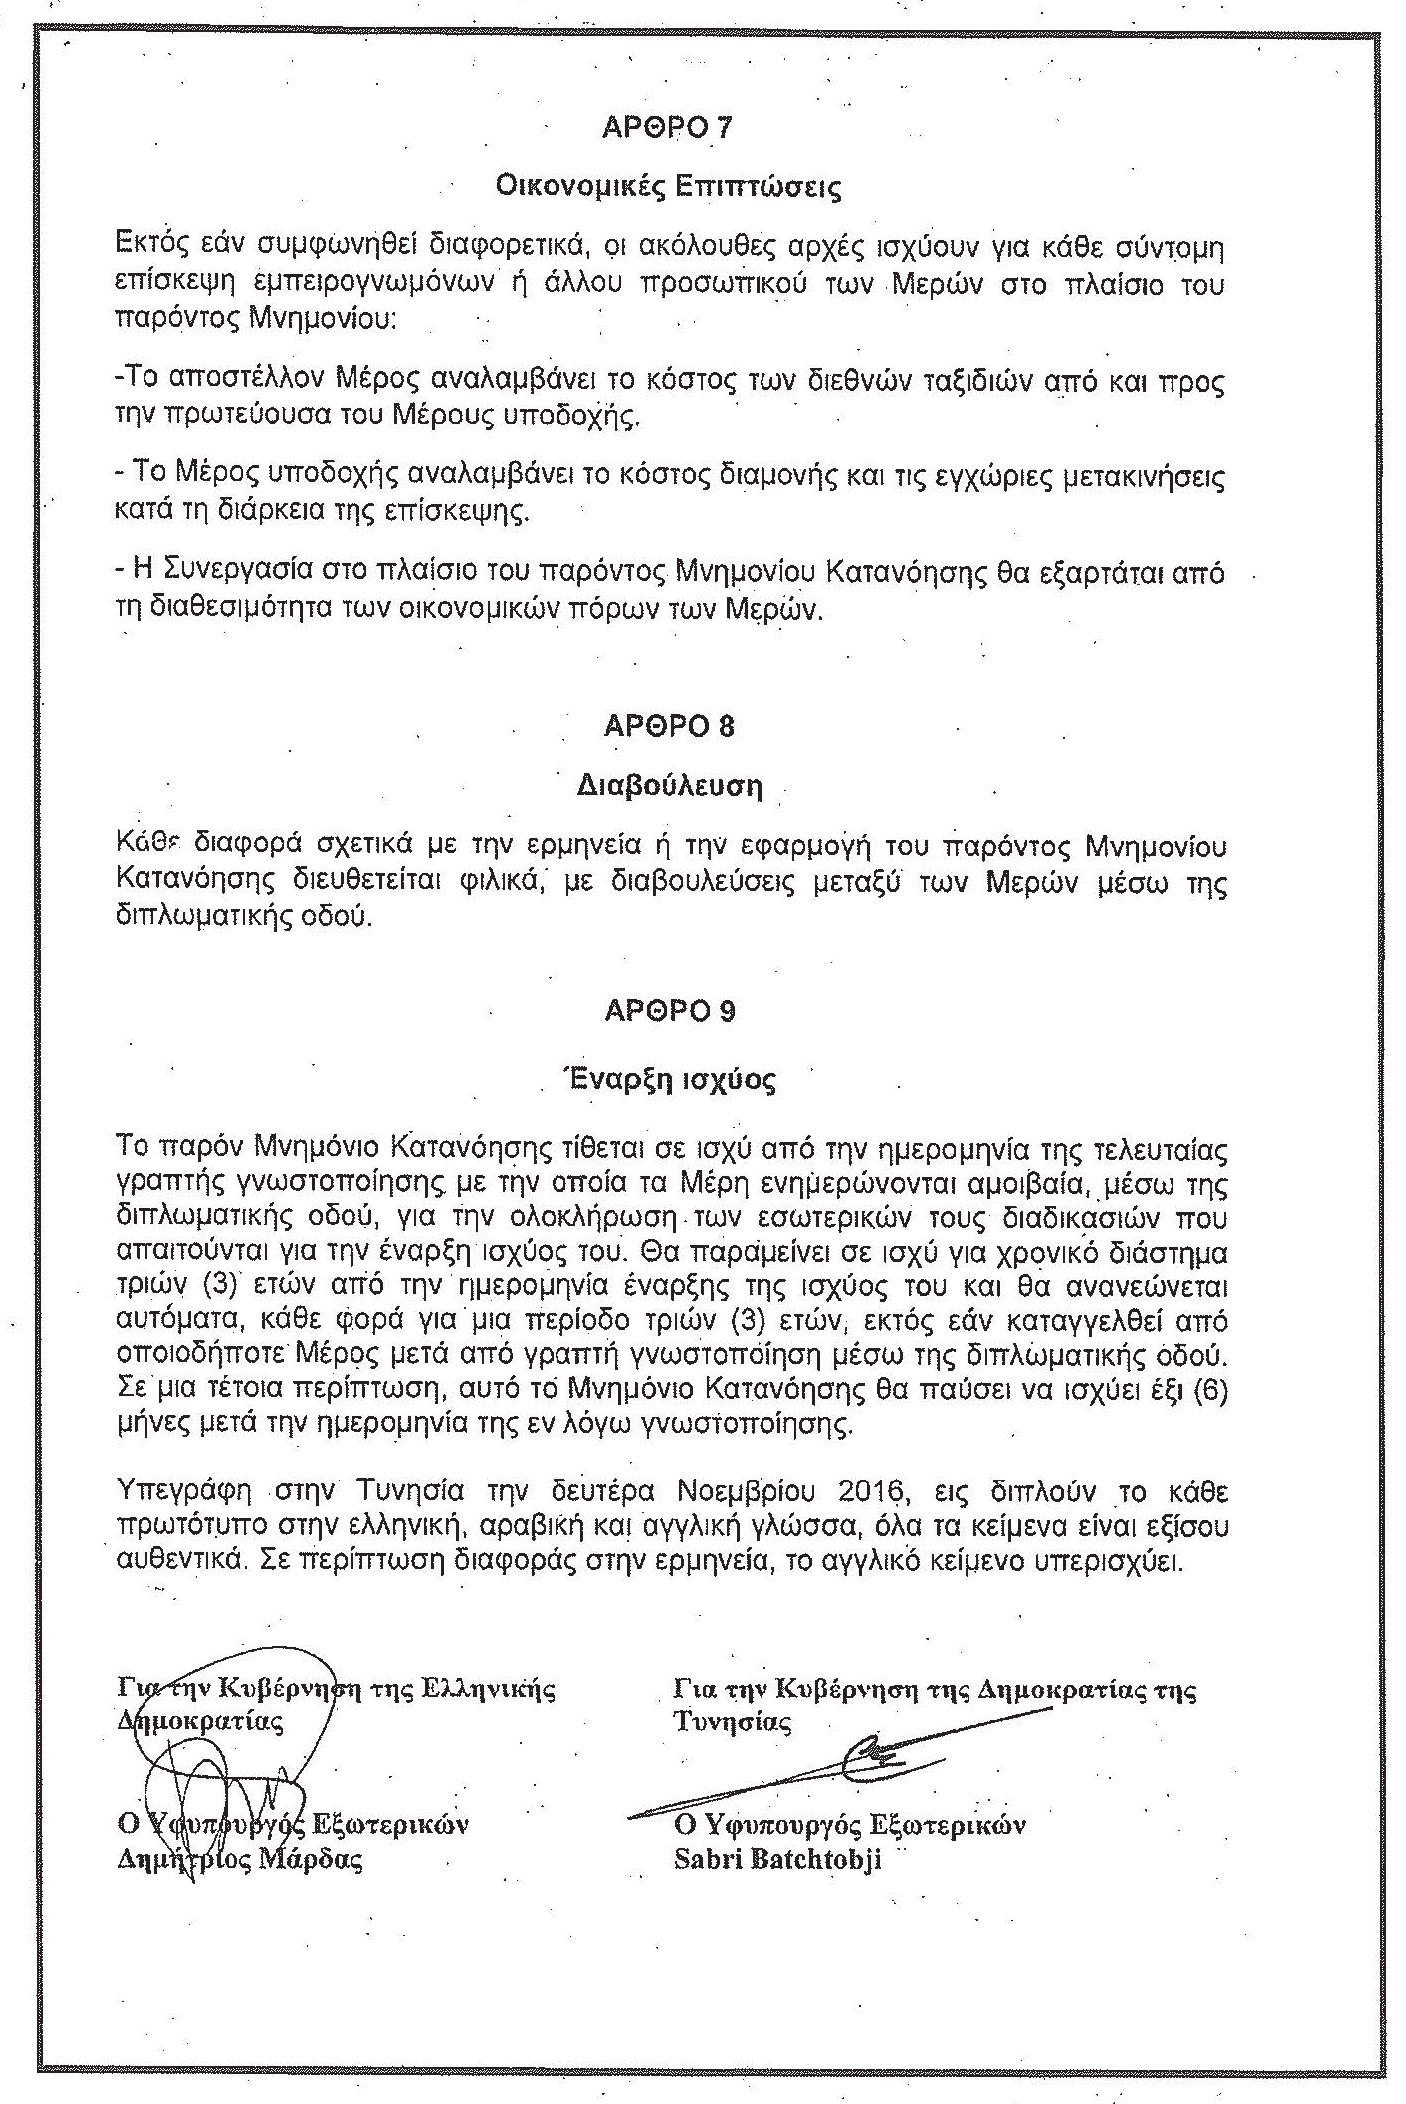 ΑΡΘΡΟ 7
Οικονομικές Επιπτώσεις
Εκτός εάν συμφωνηθεί διαφορετικά, οι ακόλουθες αρχές ισχύουν για κάθε σύντομη
επίσκεψη εμπειρογνωμόνων ή άλλου προσωπικού των Μερών στο πλαίσιο του
παρόντος Μνημονίου:
-Το αποστέλλον Μέρος αναλαμβάνει το κόστος των διεθνών ταξιδιών από και προς
την πρωτεύουσα του Μέρους υποδοχής.
- Το Μέρος υποδοχής αναλαμβάνει το κόστος διαμονής και τις εγχώριες μετακινήσεις
κατά τη διάρκεια της επίσκεψης.
- Η Συνεργασία στο πλαίσιο του παρόντος Μνημονίου Κατανόησης θα εξαρτάται από
τη διαθεσιμότητα των οικονομικών πόρων των Μερών.
ΑΡΘΡΟ 8
Διαβούλευση
Κάθε διαφορά σχετικά με την ερμηνεία ή την εφαρμογή του παρόντος Μνημονίου
Κατανόησης διευθετείται φιλικά, με διαβουλεύσεις μεταξύ των Μερών μέσω της
διπλωματικής οδού.
ΑΡΘΡΟ 9
Έναρξη ισχύος
Το παρόν Μνημόνιο Κατανόησης τίθεται σε ισχύ από την ημερομηνία της τελευταίας
γραπτής γνωστοποίησης με την οποία τα Μέρη ενημερώνονται αμοιβαία, μέσω της
διπλωματικής οδού, για την ολοκλήρωση των εσωτερικών τους διαδικασιών που
απαιτούνται για την έναρξη ισχύος του. Θα παραμείνει σε ισχύ για χρονικό διάστημα
τριών (3) ετών από την ημερομηνία έναρξης της ισχύος του και θα ανανεώνεται
αυτόματα, κάθε φορά για μια περίοδο τριών (3) ετών, εκτός εάν καταγγελθεί από
οποιοδήποτε Μέρος μετά από γραπτή γνωστοποίηση μέσω της διπλωματικής οδού.
Σε μια τέτοια περίπτωση, αυτό το Μνημόνιο Κατανόησης θα παύσει να ισχύει έξι (6)
μήνες μετά την ημερομηνία της εν λόγω γνωστοποίησης.
Υπεγράφη στην Τυνησία την δευτέρα Νοεμβρίου 2016, εις διπλούν το κάθε
πρωτότυπο στην ελληνική, αραβική και αγγλική γλώσσα, όλα τα κείμενα είναι εξίσου
αυθεντικά. Σε περίπτωση διαφοράς στην ερμηνεία, το αγγλικό κείμενο υπερισχύει.
Για την Κυβέρνηση της Ελληνικής
Δημοκρατίας
Ο Υφυπουργός Εξωτερικών
Δημήτριος Μάρδας
Για την Κυβέρνηση της Δημοκρατίας της
Τυνησίας
Ο Υφυπουργός Εξωτερικών
Sabri Batchtobji